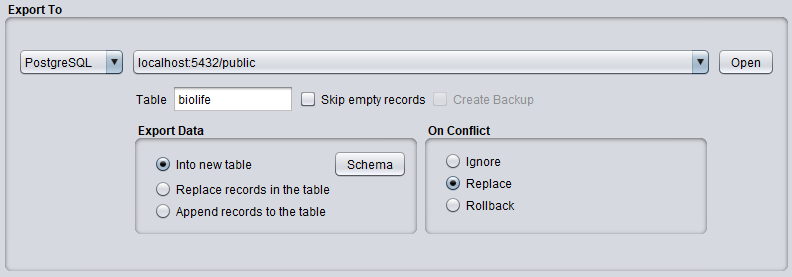 Export To
PostgreSQL localhost:5432/public Open
Table biolife Skip empty records Create Backup
Export Data
Into new table Schema
Replace records in the table
Append records to the table
On Conflict
Ignore
Replace
Rollback